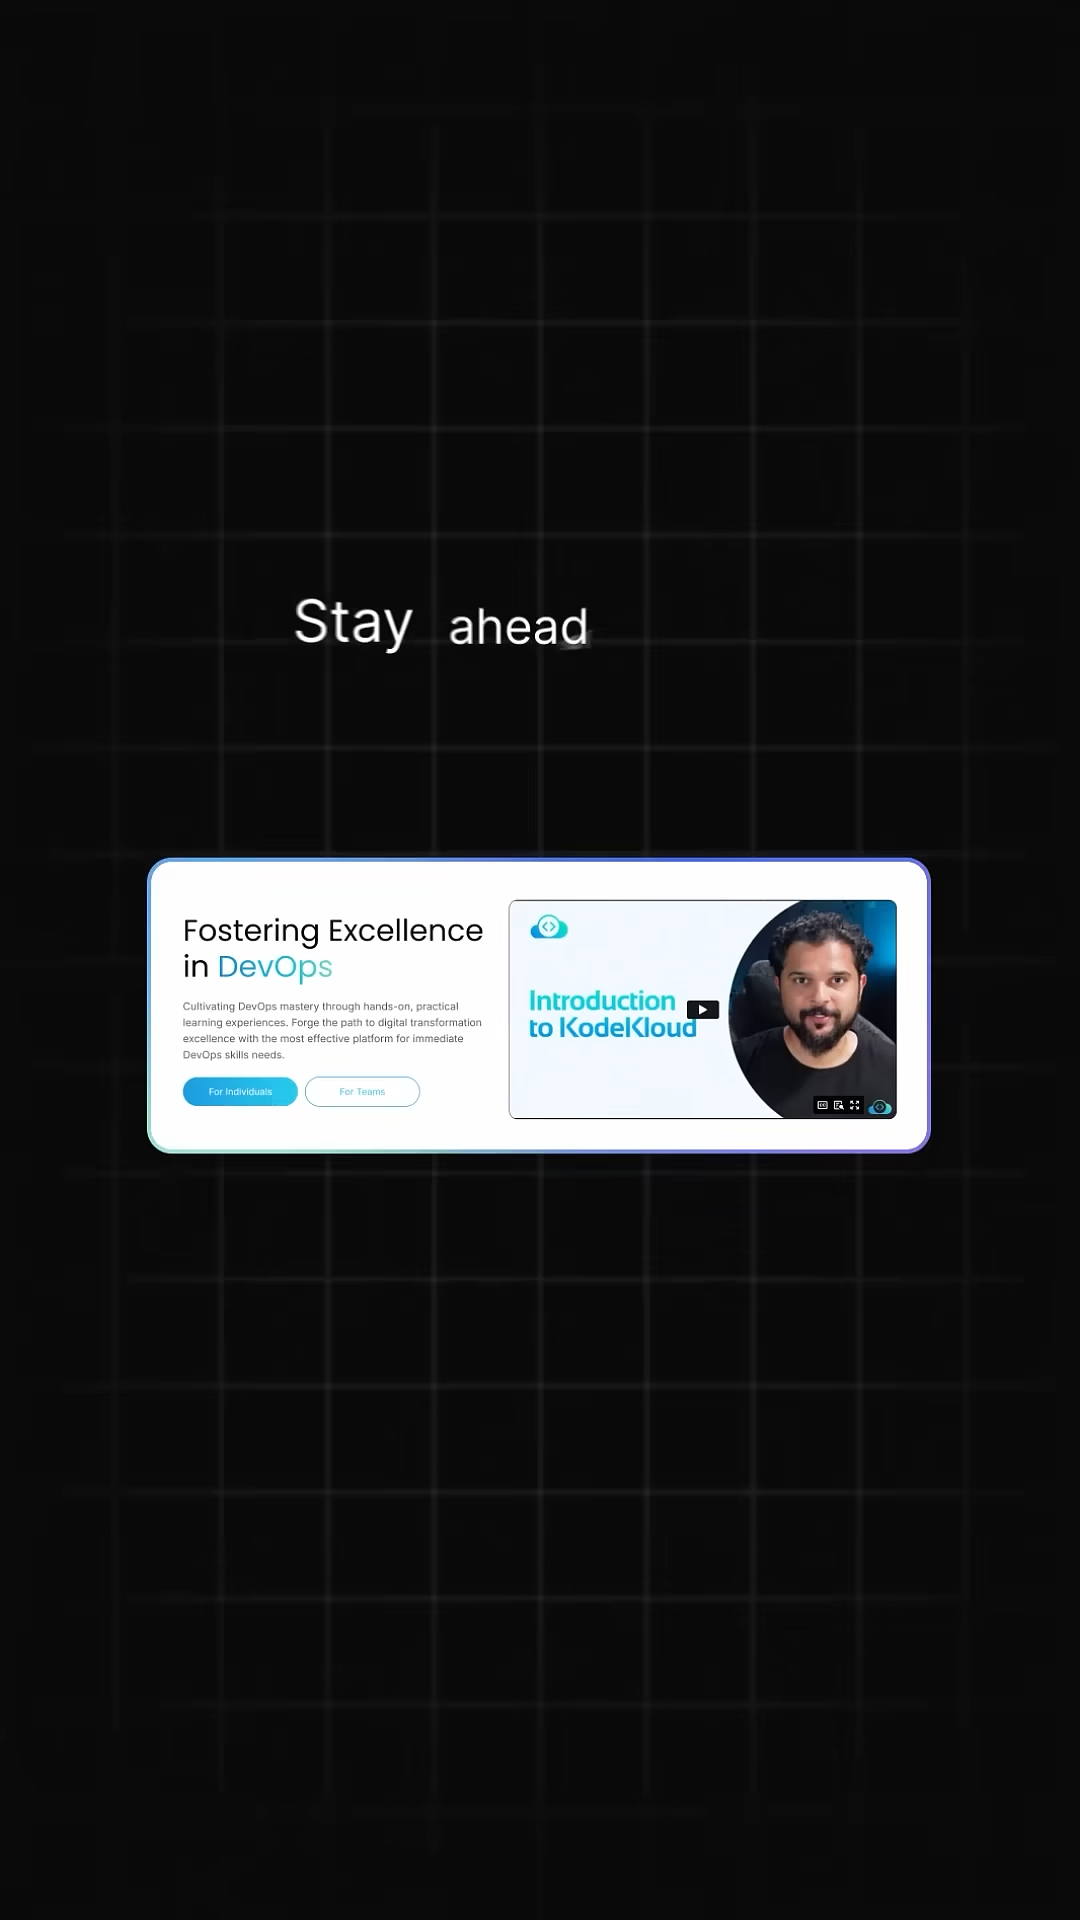 Stay ahead
Fostering Excellence
in DevOps
Cultivating DevOps mastery through hands-on, practical
learning experiences. Forge the path to digital transformation
excellence with the most effective platform for immediate
DevOps skills needs.
For Individuals For Teams
Introduction
to KodeKloud